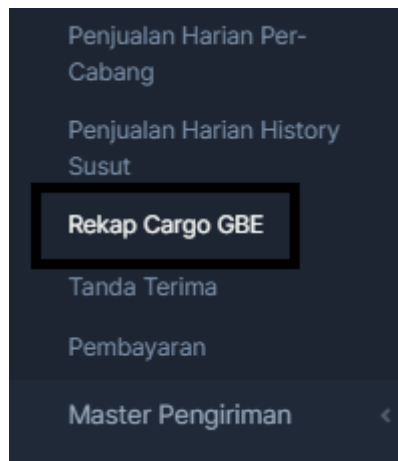 Penjualan Harian Per-
Cabang
Penjualan Harian History
Susut
Rekap Cargo GBE
Tanda Terima
Pembayaran
Master Pengiriman